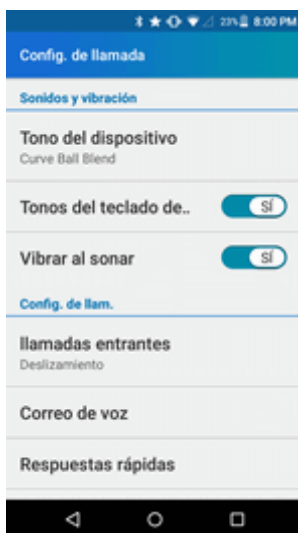 23% 8:00 PM
Config. de llamada
Sonidos y vibración
Tono del dispositivo
Curve Ball Blend
Tonos del teclado de..
SÍ
Vibrar al sonar
SÍ
Config. de llam.
llamadas entrantes
Deslizamiento
Correo de voz
Respuestas rápidas